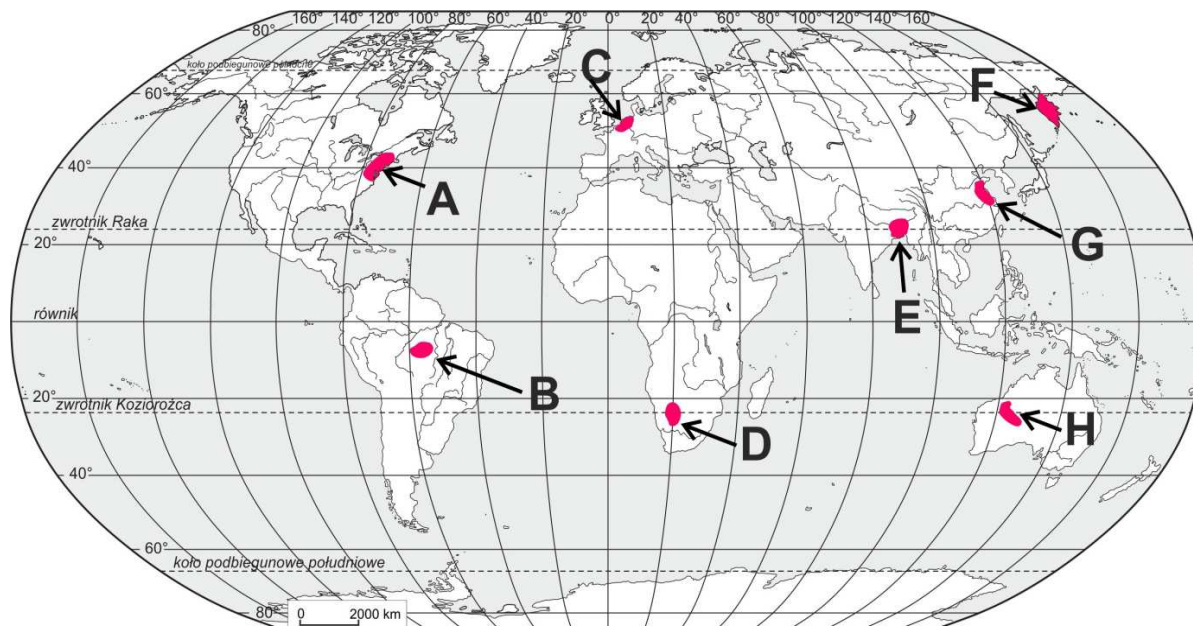 160° 140° 120° 100° 80° 60° 40° 20° 0 20° 40° 60° 80° 100° 120° 140° 160°
80°
koło podbiegunowe północne
C
F
60°
40°
A
zwrotnik Raka
G
20°
E
równik
B
20°
zwrotnik Koziorożca
H
D
40°
60°
koło podbiegunowe południowe
80°
0 2000 km